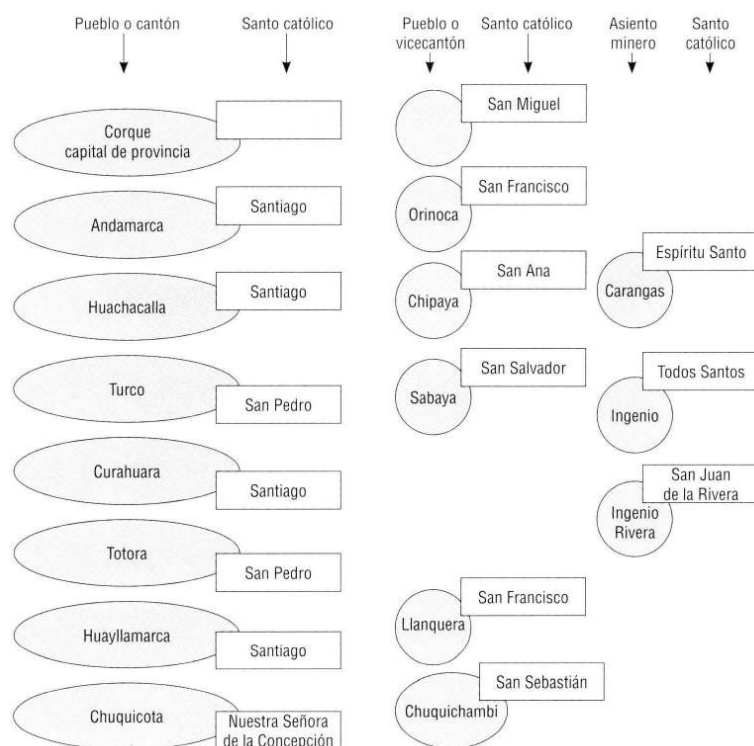 Pueblo o cantón
Santo católico
Pueblo o
vicecantón
Santo católico
Asiento
minero
Santo
católico
Corque
capital de provincia
San Miguel
Andamarca
Santiago
Orinoca
San Francisco
Huachacalla
Santiago
Chipaya
San Ana
Carangas
Espíritu Santo
Turco
San Pedro
Sabaya
San Salvador
Ingenio
Todos Santos
Curahuara
Santiago
Ingenio
Rivera
San Juan
de la Rivera
Totora
San Pedro
Huayllamarca
Santiago
Llanquera
San Francisco
Chuquicota
Nuestra Señora
de la Concepción
Chuquichambi
San Sebastián